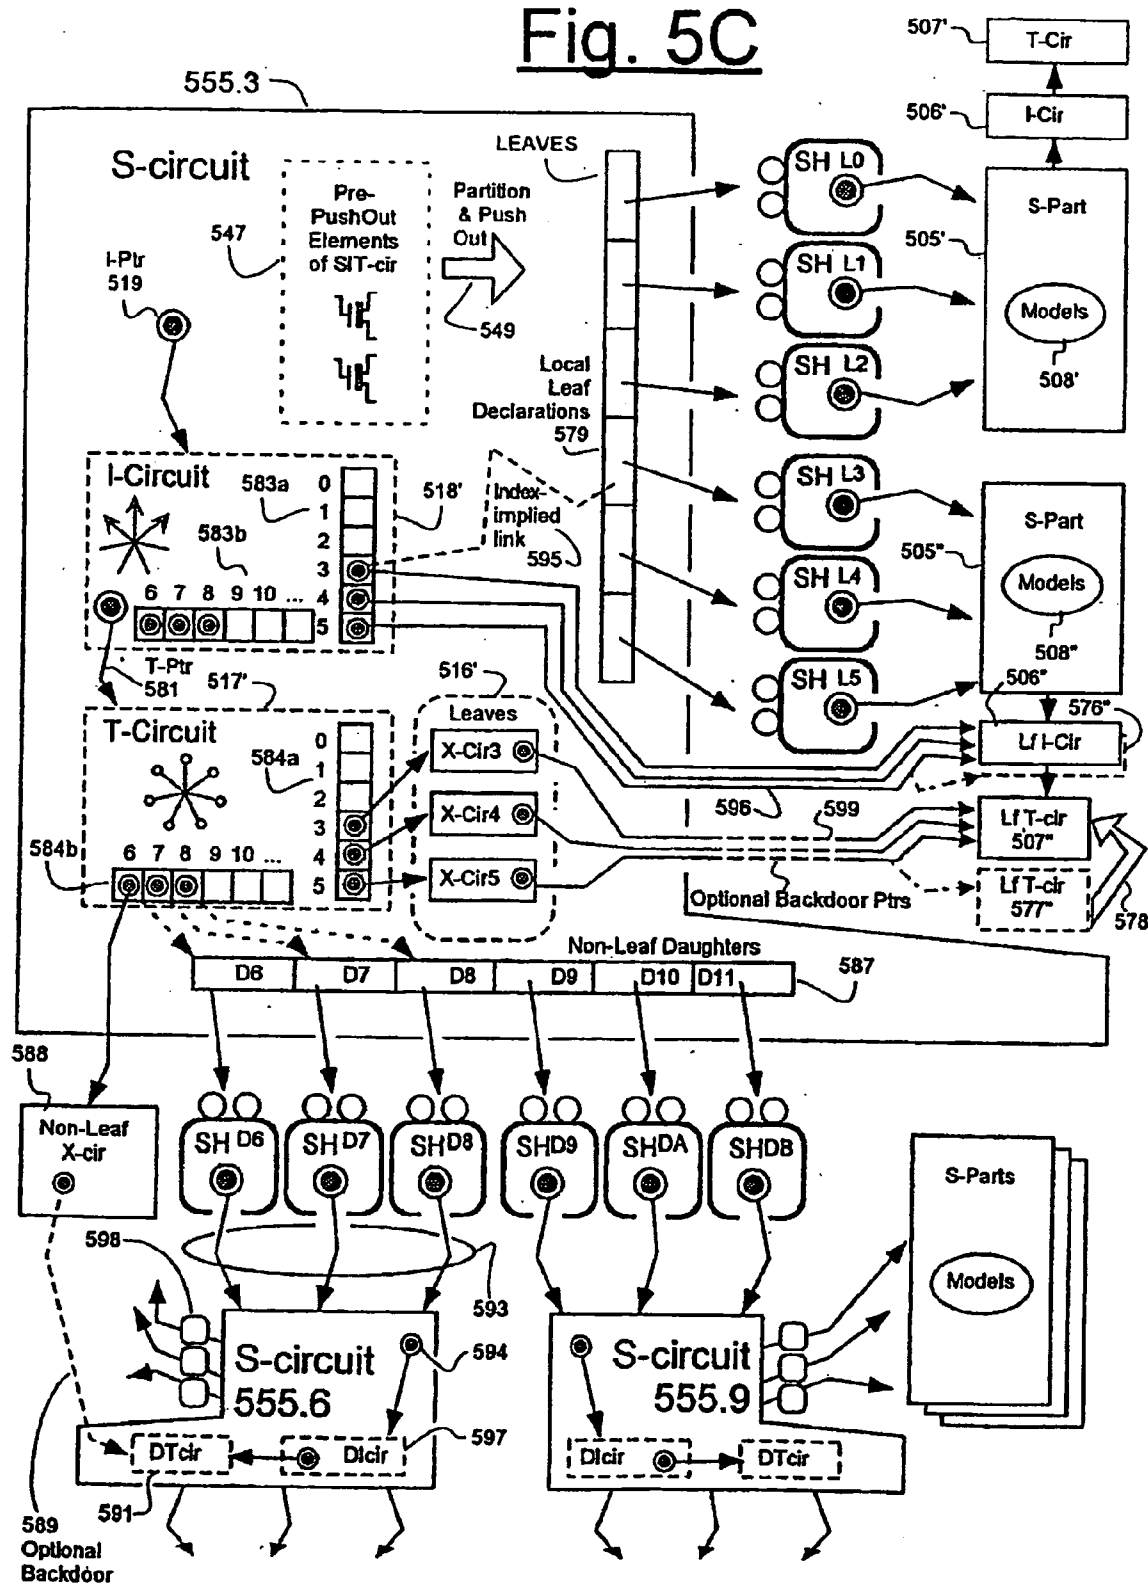 Fig. 5C
507'
T-Cir
506'
I-Cir
555.3
S-circuit
LEAVES
Pre-
PushOut
Elements
of SIT-cir
547
Partition
& Push
Out
549
I-Ptr
519
SH L0
SH L1
SH L2
SH L3
SH L4
SH L5
S-Part
505'
Models
508'
Local
Leaf
Declarations
579
I-Circuit
583a
518'
583b
0
1
2
3
4
5
6 7 8 9 10 ...
Index-
implied
link
595
S-Part
505"
Models
508"
506"
576"
T-Ptr
581
517'
516'
T-Circuit
584a
0
1
2
3
4
5
584b
6 7 8 9 10 ...
Leaves
X-Cir3
X-Cir4
X-Cir5
Lf I-Cir
596
599
Lf T-cir
507"
Optional Backdoor Ptrs
Lf T-cir
577"
578
Non-Leaf Daughters
D6 D7 D8 D9 D10 D11
587
588
Non-Leaf
X-cir
SH D6
SH D7
SH D8
SH D9
SH DA
SH DB
S-Parts
Models
598
593
S-circuit
555.6
594
S-circuit
555.9
DTcir
DIcir
597
DIcir
DTcir
591
589
Optional
Backdoor